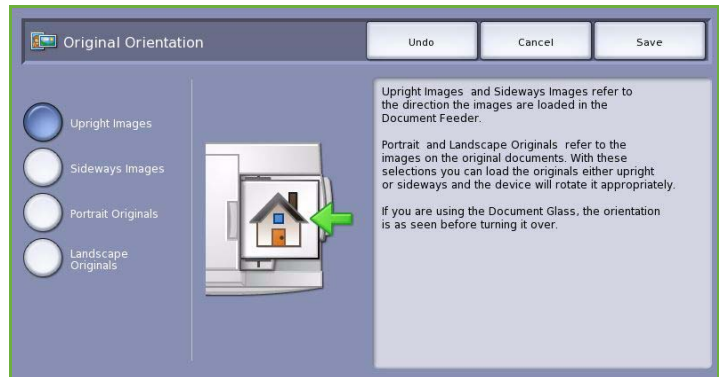 Original Orientation
Undo
Cancel
Save
Upright Images
Sideways Images
Portrait Originals
Landscape
Originals
Upright Images and Sideways Images refer to
the direction the images are loaded in the
Document Feeder.
Portrait and Landscape Originals refer to the
images on the original documents. With these
selections you can load the originals either upright
or sideways and the device will rotate it appropriately.
If you are using the Document Glass, the orientation
is as seen before turning it over.